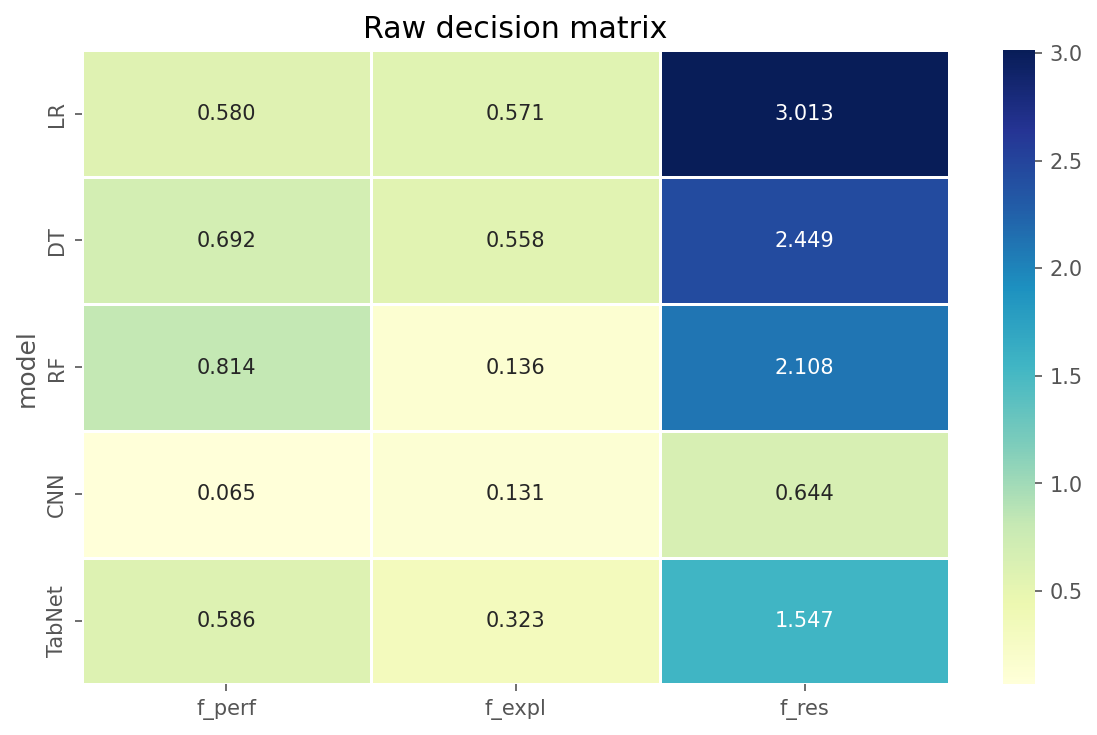 Raw decision matrix
model
LR 0.580 0.571 3.013
DT 0.692 0.558 2.449
RF 0.814 0.136 2.108
CNN 0.065 0.131 0.644
TabNet 0.586 0.323 1.547
f_perf f_expl f_res
3.0
2.5
2.0
1.5
1.0
0.5